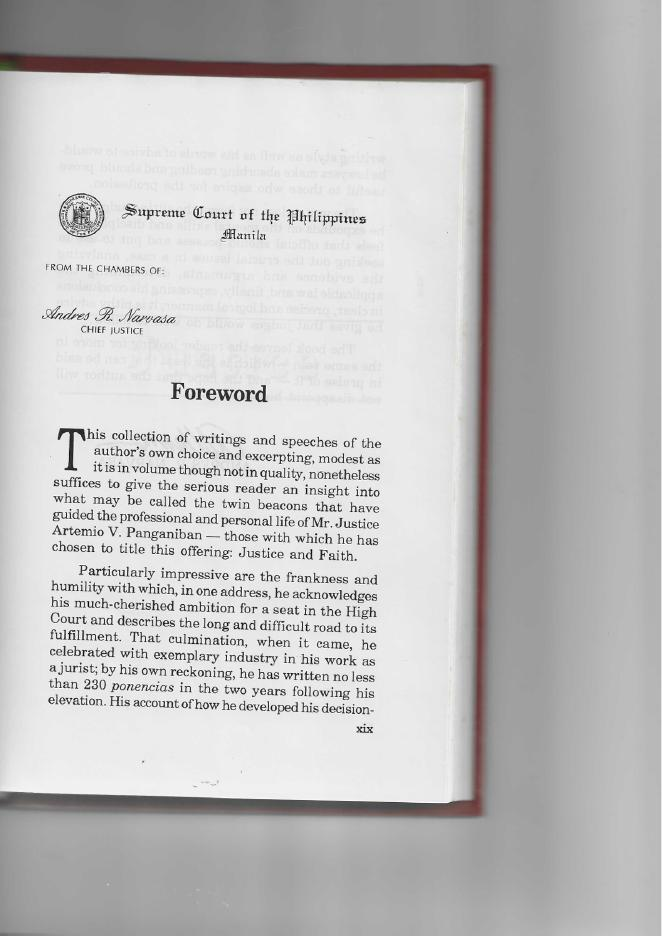 Supreme Court of the Philippines
Manila
FROM THE CHAMBERS OF:
Andres R. Narvasa
CHIEF JUSTICE
Foreword
This collection of writings and speeches of the
author's own choice and excerpting, modest as
it is in volume though not in quality, nonetheless
suffices to give the serious reader an insight into
what may be called the twin beacons that have
guided the professional and personal life of Mr. Justice
Artemio V. Panganiban — those with which he has
chosen to title this offering: Justice and Faith.
Particularly impressive are the frankness and
humility with which, in one address, he acknowledges
his much-cherished ambition for a seat in the High
Court and describes the long and difficult road to its
fulfillment. That culmination, when it came, he
celebrated with exemplary industry in his work as
a jurist; by his own reckoning, he has written no less
than 230 ponencias in the two years following his
elevation. His account of how he developed his decision-
xix